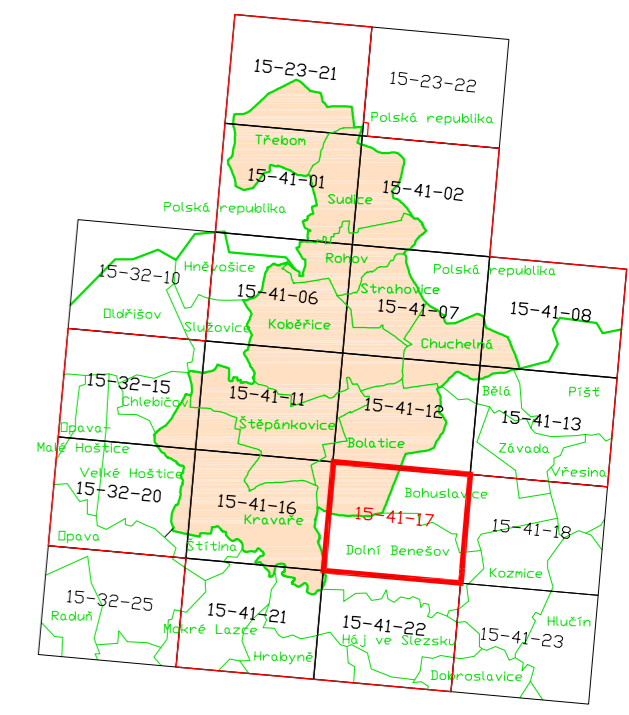 15-23-21
15-23-22
Polská republika
Třebom
15-41-01
15-41-02
Sudice
Polská republika
Rohov
Hněvošice
15-32-10
Polská republika
Strahovice
15-41-06
15-41-07
15-41-08
Oldřišov
Služovice
Kobeřice
Chuchelná
15-32-15
Chlebičov
15-41-11
15-41-12
Bělá
Píšť
15-41-13
Štěpánkovice
Opava-
Malé Hoštice
Bolatice
Závada
Velké Hoštice
Vřesina
15-32-20
15-41-16
Bohuslavice
Kravaře
15-41-17
15-41-18
Opava
Štítina
Dolní Benešov
Kozmice
15-32-25
Raduň
15-41-21
Mokré Lazce
15-41-22
Háj ve Slezsku
15-41-23
Hlučín
Hrabyně
Dobroslavice